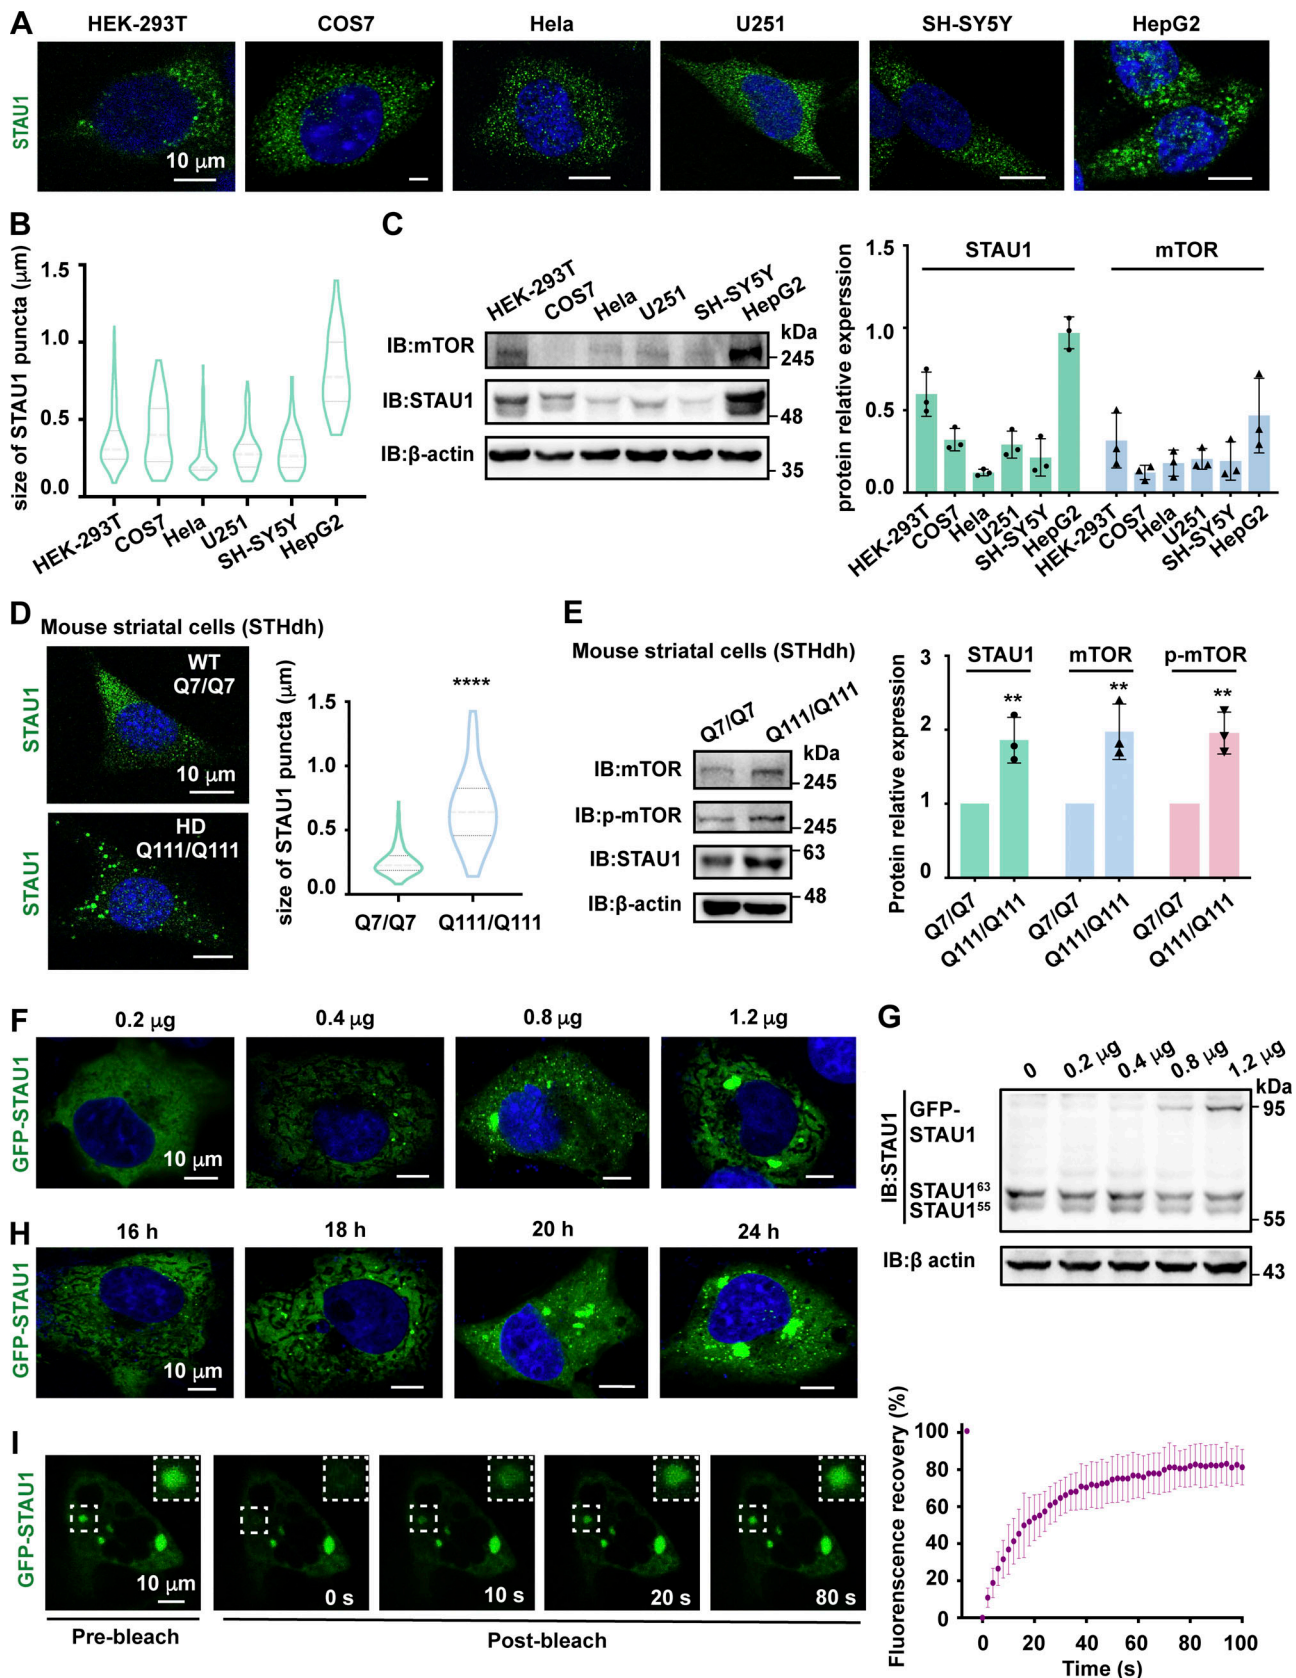 A
HEK-293T COS7 Hela U251 SH-SY5Y HepG2
STAU1
10 μm
B
size of STAU1 puncta (μm)
1.5
1.0
0.5
0.0
HEK-293T COS7 Hela U251 SH-SY5Y HepG2
C
HEK-293T COS7 Hela U251 SH-SY5Y HepG2
kDa
IB:mTOR 245
IB:STAU1 48
IB:β-actin 35
protein relative experssion
STAU1 mTOR
1.5
1.0
0.5
0.0
HEK-293T COS7 Hela U251 SH-SY5Y HepG2 HEK-293T COS7 Hela U251 SH-SY5Y HepG2
D
Mouse striatal cells (STHdh)
STAU1
WT
Q7/Q7
10 μm
STAU1
HD
Q111/Q111
size of STAU1 puncta (μm)
****
1.5
1.0
0.5
0.0
Q7/Q7 Q111/Q111
E
Mouse striatal cells (STHdh)
Q7/Q7 Q111/Q111
kDa
IB:mTOR 245
IB:p-mTOR 245
IB:STAU1 63
IB:β-actin 48
Protein relative expression
STAU1 mTOR p-mTOR
** ** **
3
2
1
0
Q7/Q7 Q111/Q111 Q7/Q7 Q111/Q111 Q7/Q7 Q111/Q111
F
0.2 μg 0.4 μg 0.8 μg 1.2 μg
GFP-STAU1
10 μm
G
0 0.2 μg 0.4 μg 0.8 μg 1.2 μg
kDa
IB:STAU1
GFP-
STAU1
95
STAU1⁶³
STAU1⁵⁵
55
IB:β actin 43
H
16 h 18 h 20 h 24 h
GFP-STAU1
10 μm
I
GFP-STAU1
10 μm 0 s 10 s 20 s 80 s
Pre-bleach Post-bleach
Fluorenscence recovery (%)
100
80
60
40
20
0
0 20 40 60 80 100
Time (s)